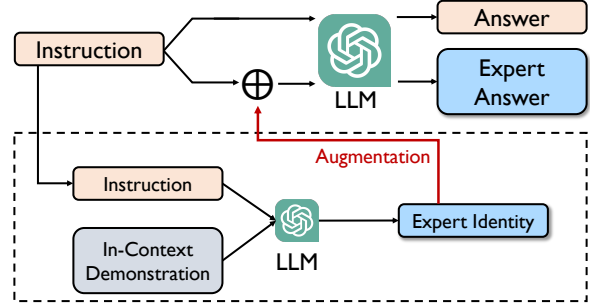 Answer
Instruction
Expert
Answer
LLM
Augmentation
Instruction
Expert Identity
In-Context
Demonstration
LLM